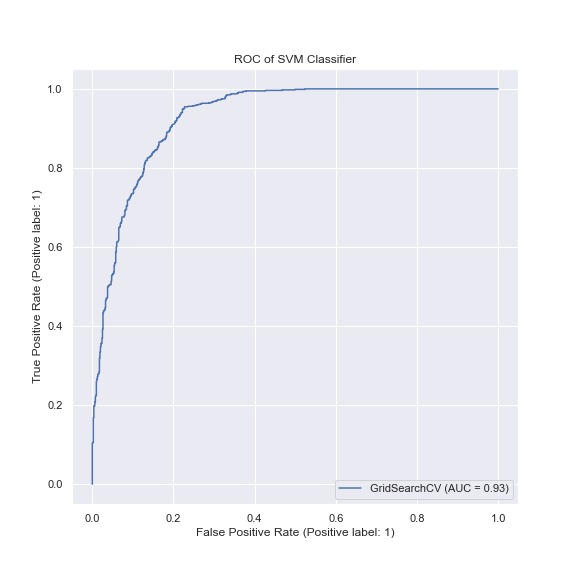 ROC of SVM Classifier
1.0
0.8
0.6
0.4
0.2
0.0
True Positive Rate (Positive label: 1)
GridSearchCV (AUC = 0.93)
0.0 0.2 0.4 0.6 0.8 1.0
False Positive Rate (Positive label: 1)